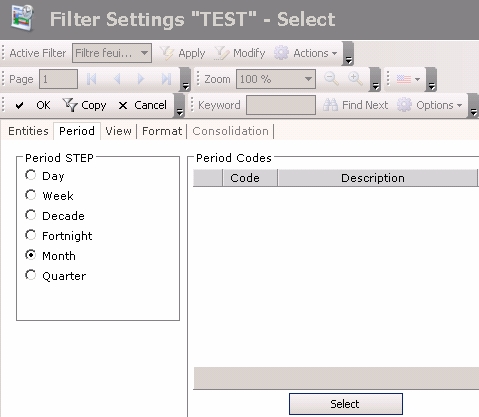 Filter Settings "TEST" - Select
Active Filter Filtre feui... Apply Modify Actions
Page 1 Zoom 100 %
OK Copy Cancel Keyword Find Next Options
Entities Period View Format Consolidation
Period STEP Period Codes
Day Code Description
Week
Decade
Fortnight
Month
Quarter
Select